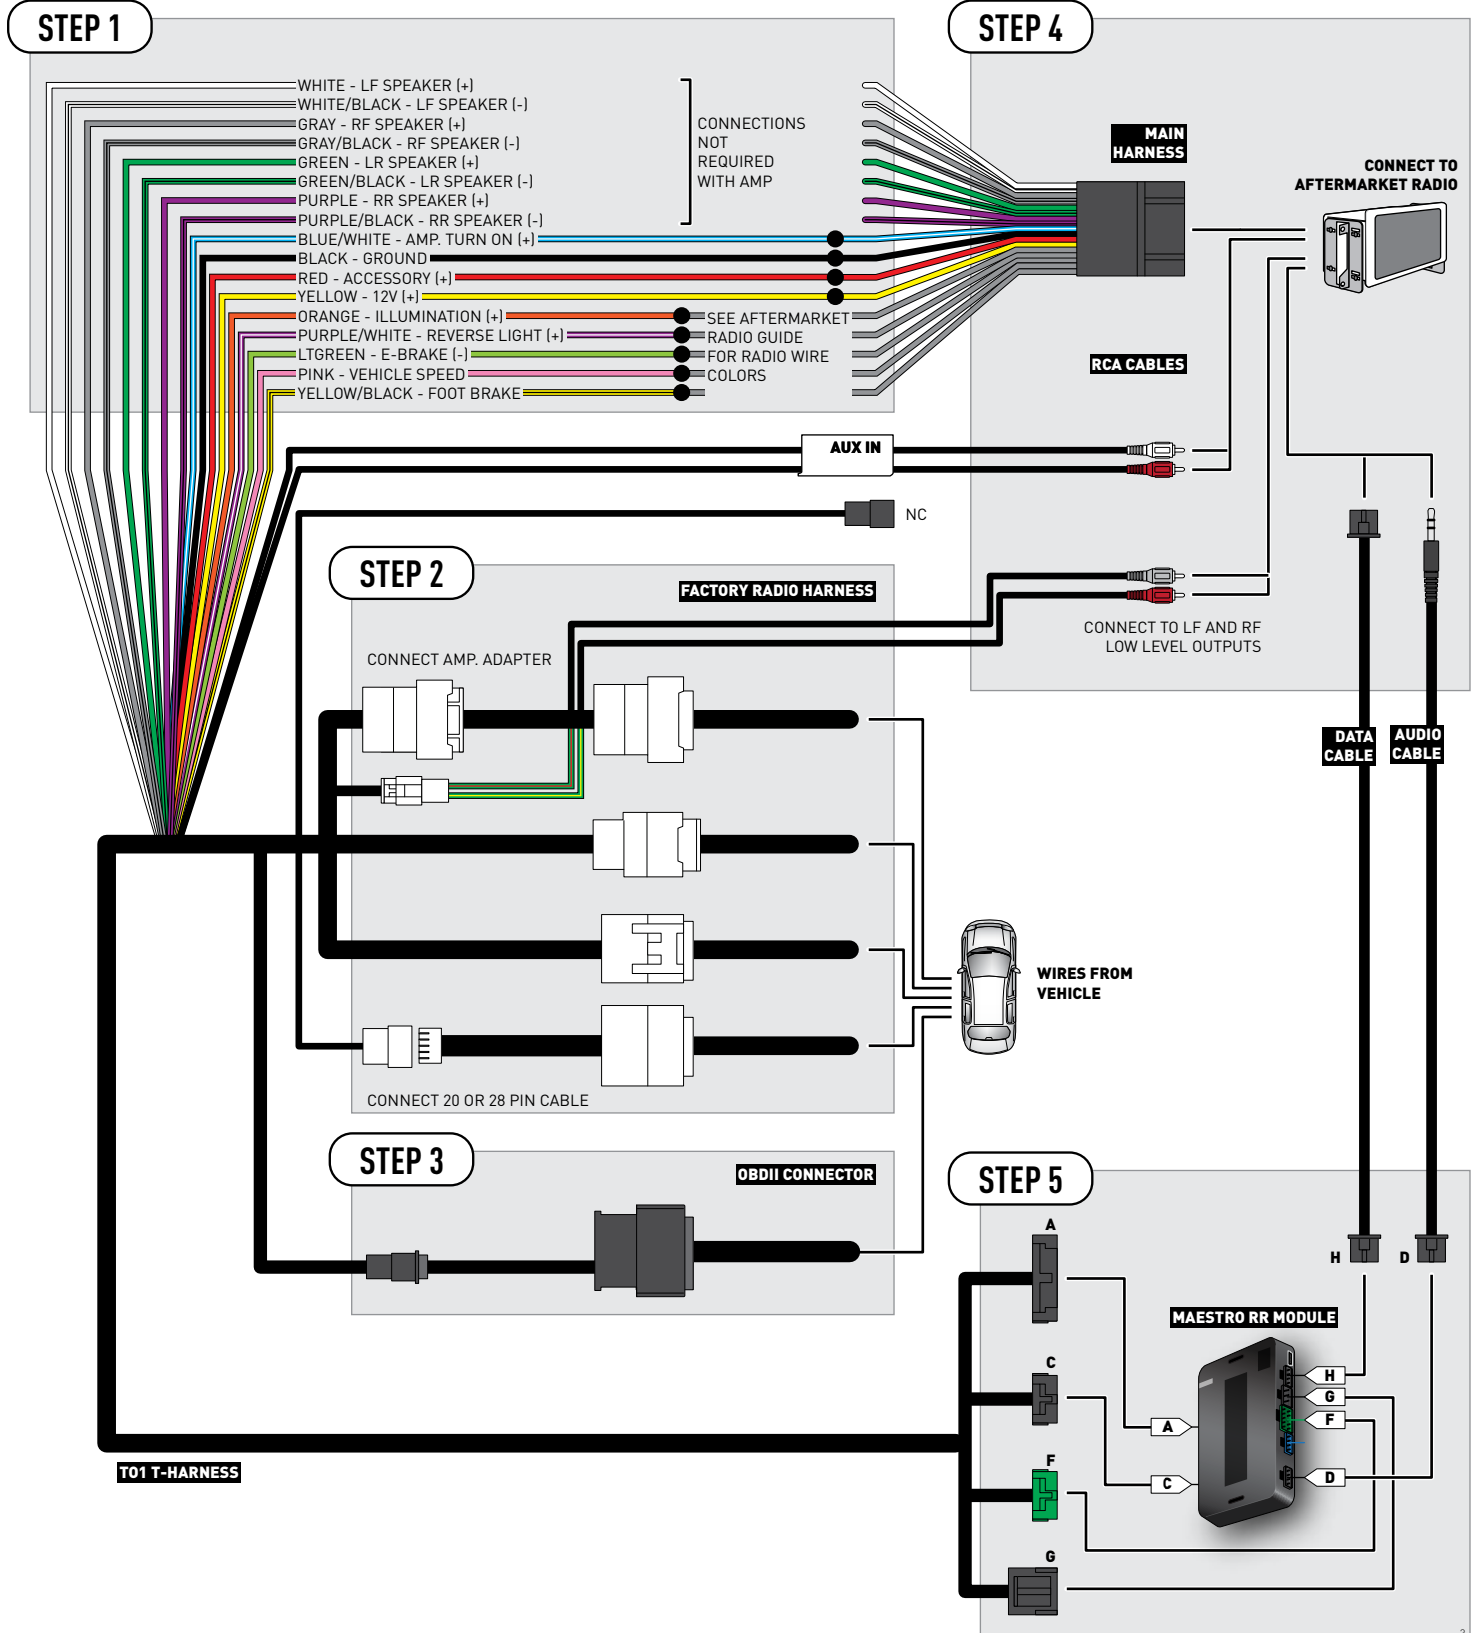 STEP 1
WHITE - LF SPEAKER (+)
WHITE/BLACK - LF SPEAKER (-)
GRAY - RF SPEAKER (+)
GRAY/BLACK - RF SPEAKER (-)
GREEN - LR SPEAKER (+)
GREEN/BLACK - LR SPEAKER (-)
PURPLE - RR SPEAKER (+)
PURPLE/BLACK - RR SPEAKER (-)
BLUE/WHITE - AMP. TURN ON (+)
BLACK - GROUND
RED - ACCESSORY (+)
YELLOW - 12V (+)
ORANGE - ILLUMINATION (+)
PURPLE/WHITE - REVERSE LIGHT (+)
LTGREEN - E-BRAKE (-)
PINK - VEHICLE SPEED
YELLOW/BLACK - FOOT BRAKE
CONNECTIONS
NOT
REQUIRED
WITH AMP
SEE AFTERMARKET
RADIO GUIDE
FOR RADIO WIRE
COLORS
STEP 4
MAIN
HARNESS
CONNECT TO
AFTERMARKET RADIO
RCA CABLES
AUX IN
NC
CONNECT TO LF AND RF
LOW LEVEL OUTPUTS
DATA
CABLE
AUDIO
CABLE
STEP 2
FACTORY RADIO HARNESS
CONNECT AMP. ADAPTER
WIRES FROM
VEHICLE
CONNECT 20 OR 28 PIN CABLE
STEP 3
OBDII CONNECTOR
STEP 5
A
H
D
MAESTRO RR MODULE
C
H
G
F
A
F
D
C
T01 T-HARNESS
G